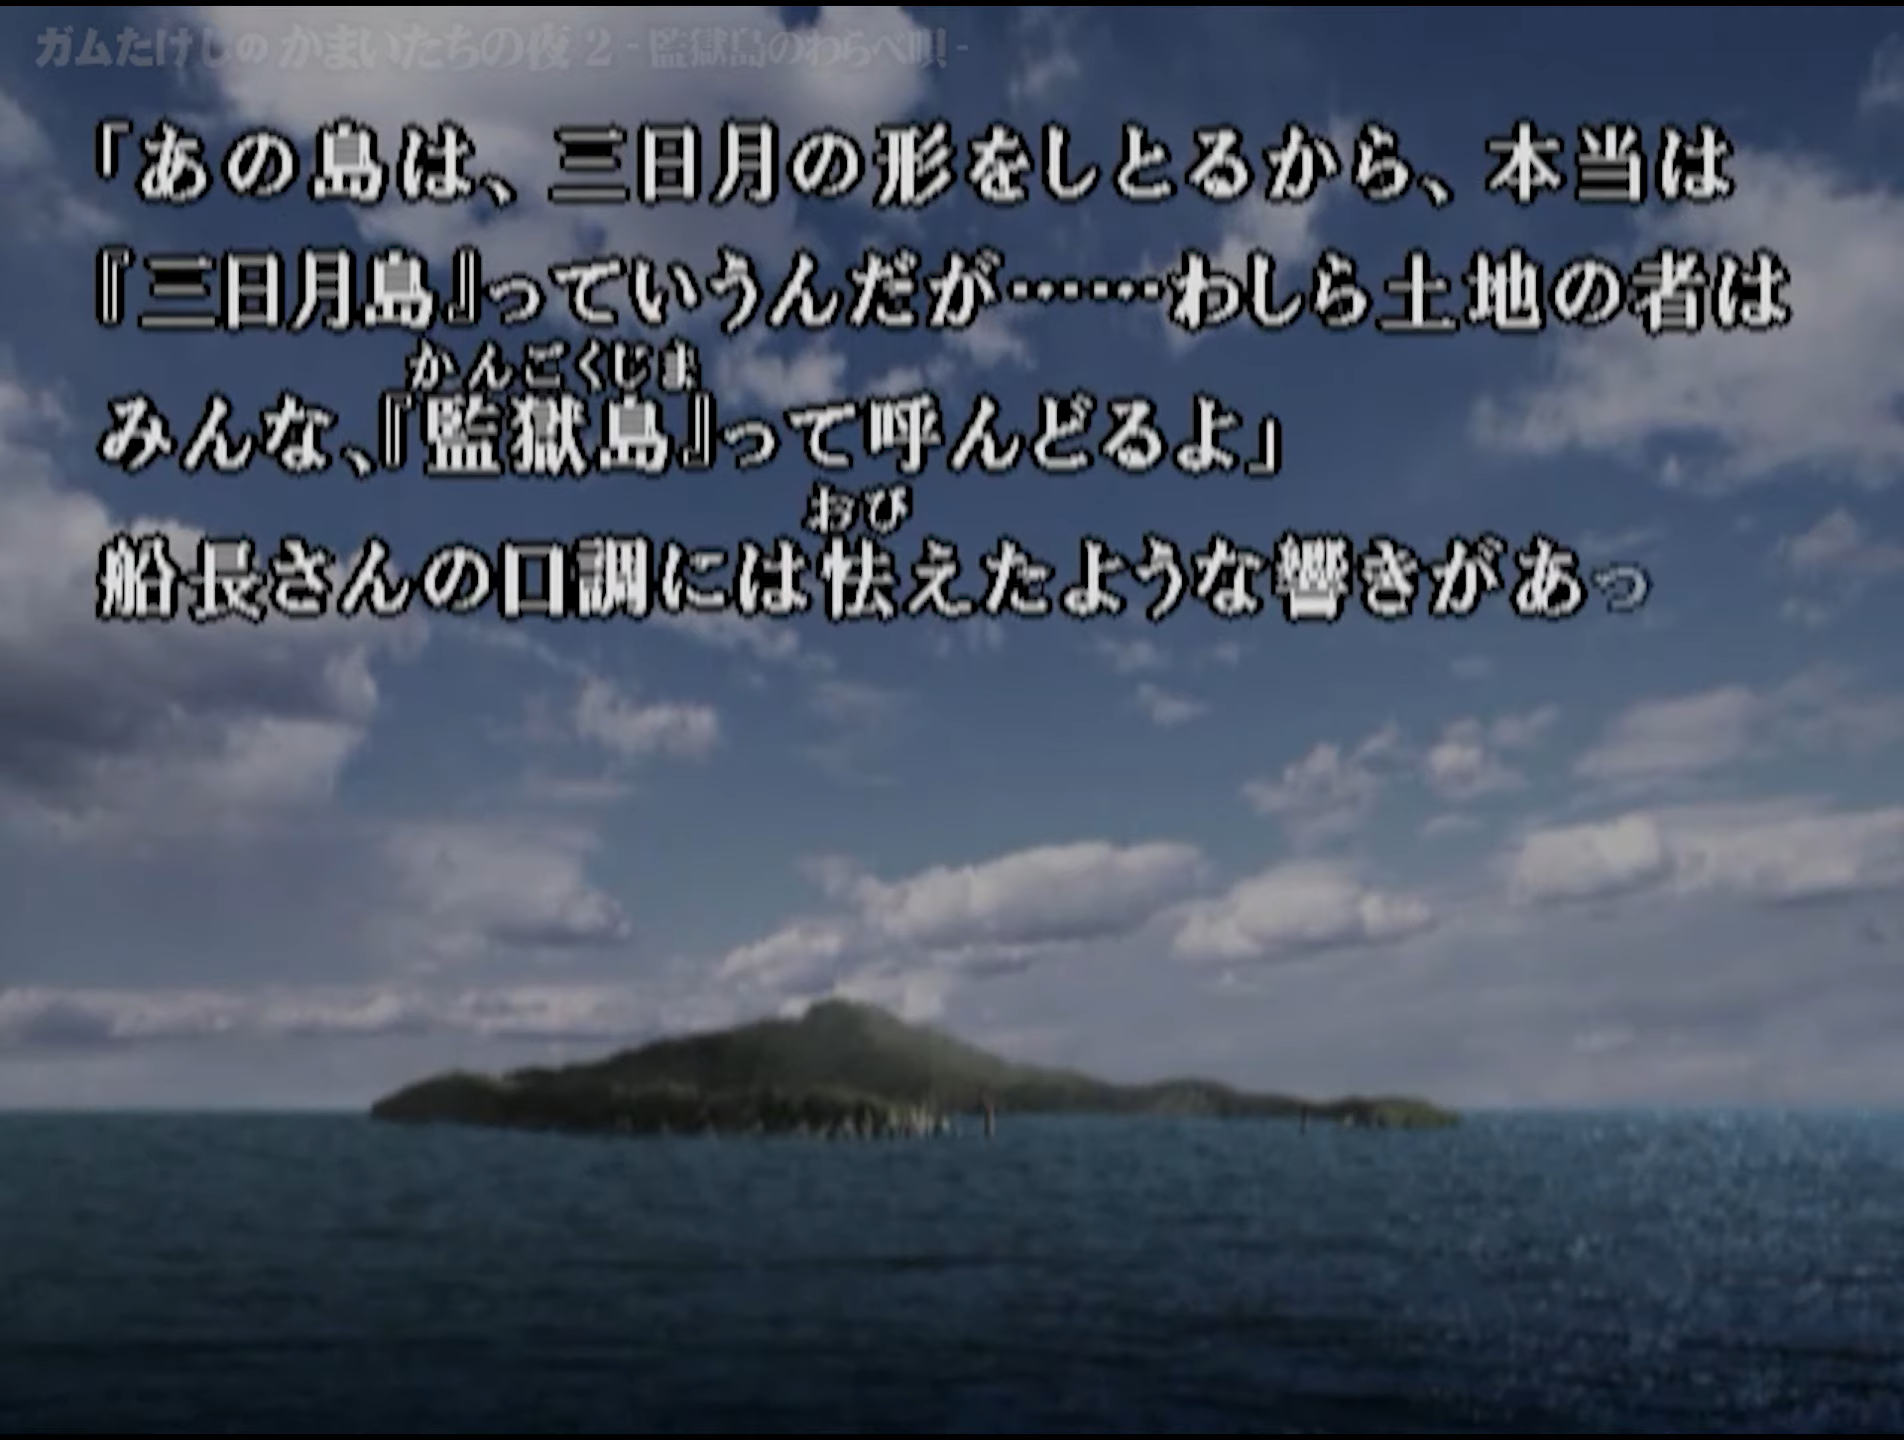 ガムたけしの かまいたちの夜2 -監獄島のわらべ唄-
「あの島は、三日月の形をしとるから、本当は
『三日月島』っていうんだが……わしら土地の者は
かんごくじま
みんな、『監獄島』って呼んどるよ」
おび
船長さんの口調には怯えたような響きがあっ